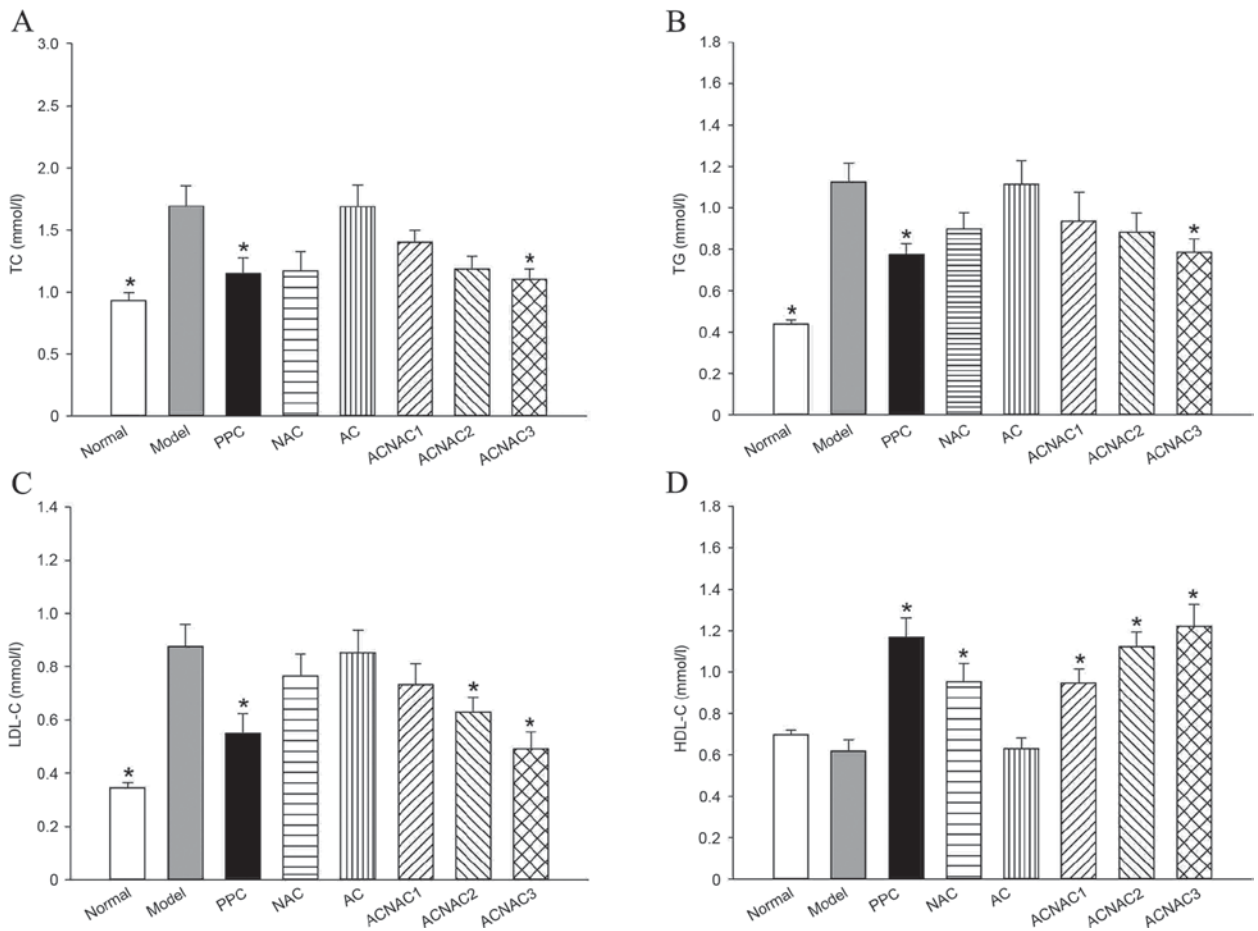 A
3.0
2.5
2.0
1.5
1.0
1.5
0
TC (mmol/l)
*
*
*
Normal
Model
PPC
NAC
AC
ACNAC1
ACNAC2
ACNAC3
B
1.8
1.6
1.4
1.2
1.0
0.8
0.6
0.4
0.2
0
TG (mmol/l)
*
*
*
Normal
Model
PPC
NAC
AC
ACNAC1
ACNAC2
ACNAC3
C
1.4
1.2
1.0
0.8
0.6
0.4
0.2
0
LDL-C (mmol/l)
*
*
*
*
Normal
Model
PPC
NAC
AC
ACNAC1
ACNAC2
ACNAC3
D
1.8
1.6
1.4
1.2
1.0
0.8
0.6
0.4
0.2
0
HDL-C (mmol/l)
*
*
*
*
*
Normal
Model
PPC
NAC
AC
ACNAC1
ACNAC2
ACNAC3